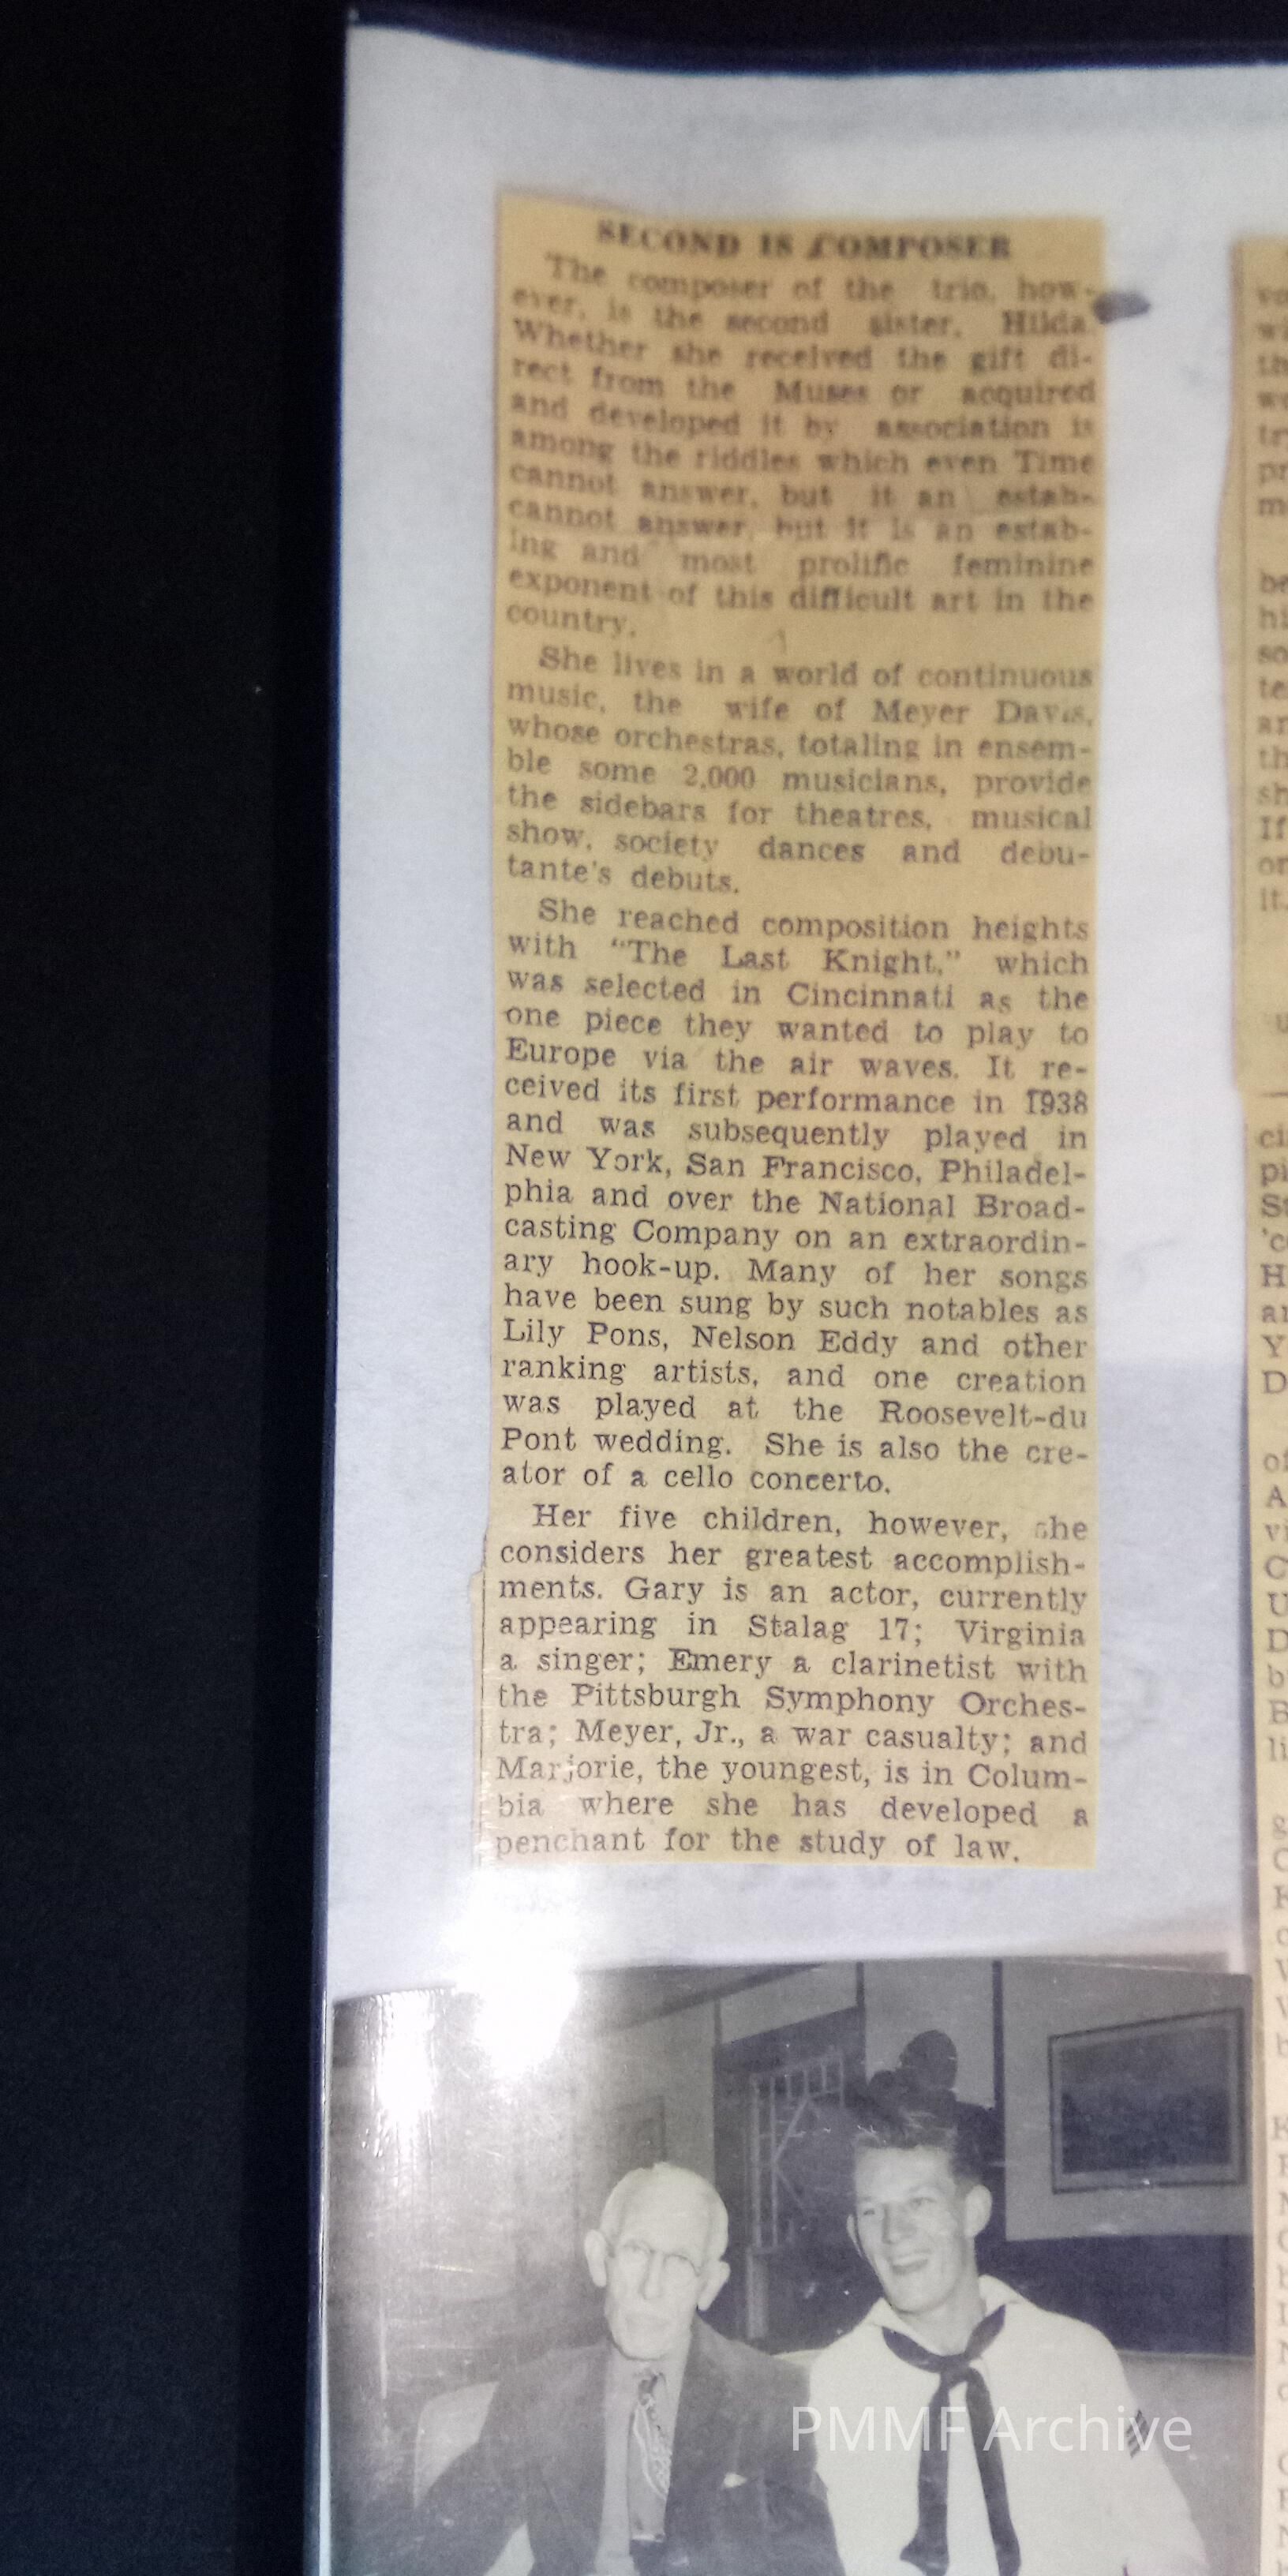 SECOND IS COMPOSER
The composer of the trio, how-
ever, is the second sister, Hilda.
Whether she received the gift di-
rect from the Muses or acquired
and developed it by association is
among the riddles which even Time
cannot answer, but it an estab-
cannot answer, but it is an estab-
ing and most prolific feminine
exponent of this difficult art in the
country.
She lives in a world of continuous
music, the wife of Meyer Davis,
whose orchestras, totaling in ensem-
ble some 2,000 musicians, provide
the sidebars for theatres, musical
show, society dances and debu-
tante's debuts.
She reached composition heights
with "The Last Knight," which
was selected in Cincinnati as the
one piece they wanted to play to
Europe via the air waves. It re-
ceived its first performance in 1938
and was subsequently played in
New York, San Francisco, Philadel-
phia and over the National Broad-
casting Company on an extraordin-
ary hook-up. Many of her songs
have been sung by such notables as
Lily Pons, Nelson Eddy and other
ranking artists, and one creation
was played at the Roosevelt-du
Pont wedding. She is also the cre-
ator of a cello concerto.
Her five children, however, she
considers her greatest accomplish-
ments. Gary is an actor, currently
appearing in Stalag 17; Virginia
a singer; Emery a clarinetist with
the Pittsburgh Symphony Orches-
tra; Meyer, Jr., a war casualty; and
Marjorie, the youngest, is in Colum-
bia where she has developed a
penchant for the study of law.
PMMF Archive